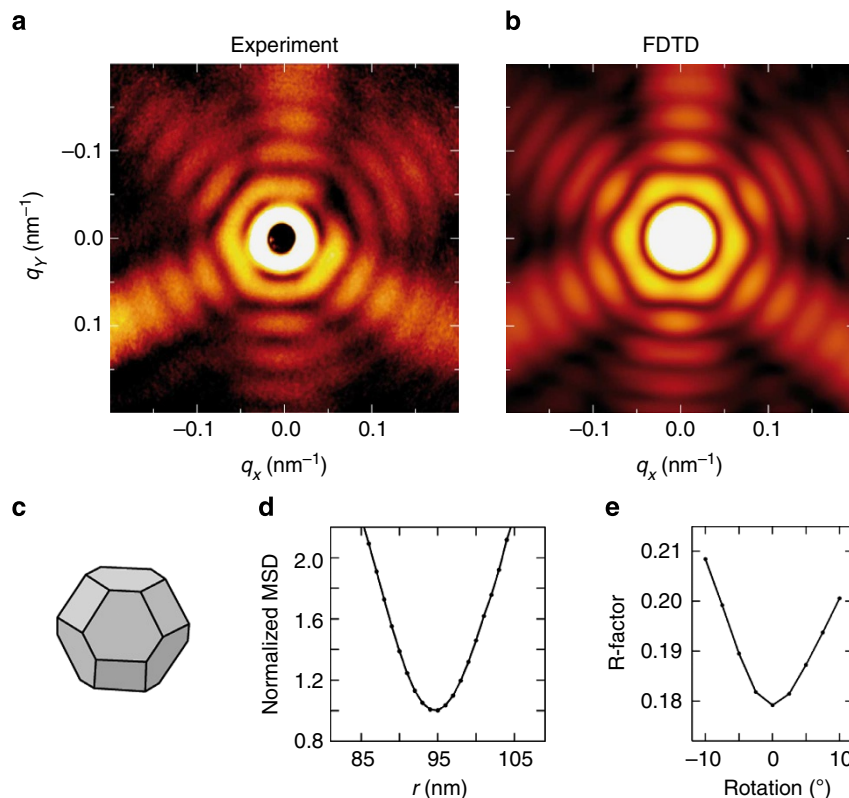 a
Experiment
b
FDTD
−0.1
0.0
0.1
q_Y (nm⁻¹)
−0.1 0.0 0.1
q_x (nm⁻¹)
−0.1 0.0 0.1
q_x (nm⁻¹)
c
d
2.0
1.6
1.2
1.0
0.8
Normalized MSD
85 95 105
r (nm)
e
0.21
0.20
0.19
0.18
R-factor
−10 0 10
Rotation (°)